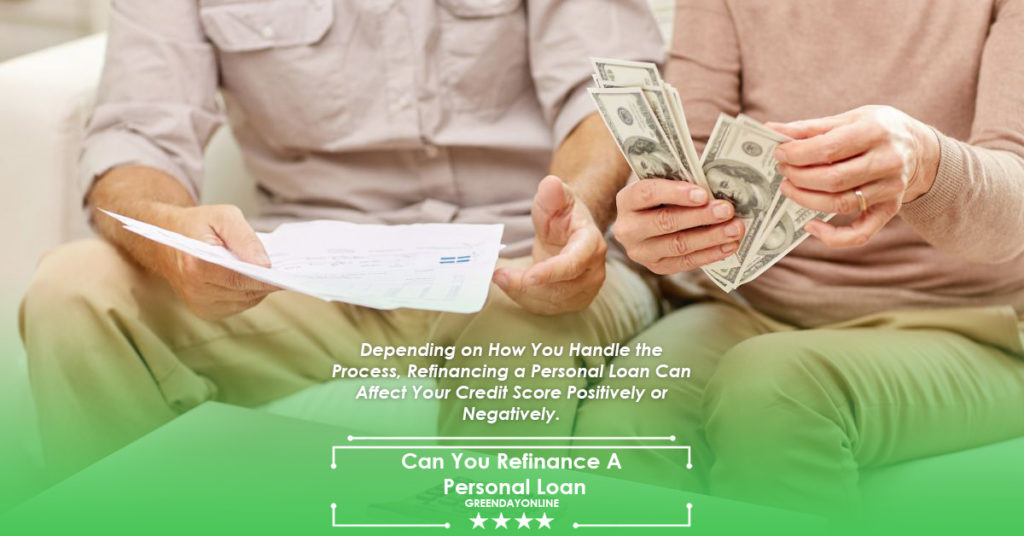 Depending on How You Handle the
Process, Refinancing a Personal Loan Can
Affect Your Credit Score Positively or
Negatively.
Can You Refinance A
Personal Loan
GREENDAYONLINE